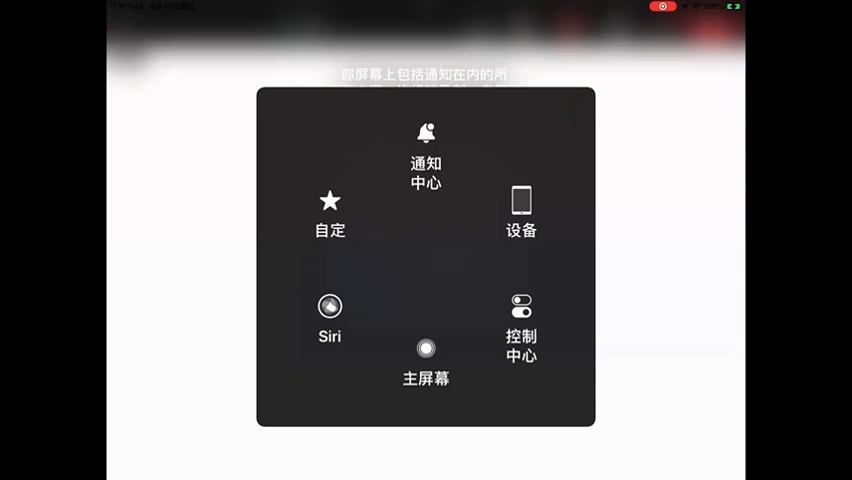 100%
你屏幕上包括通知在内的所
通知
中心
自定
设备
Siri
控制
中心
主屏幕